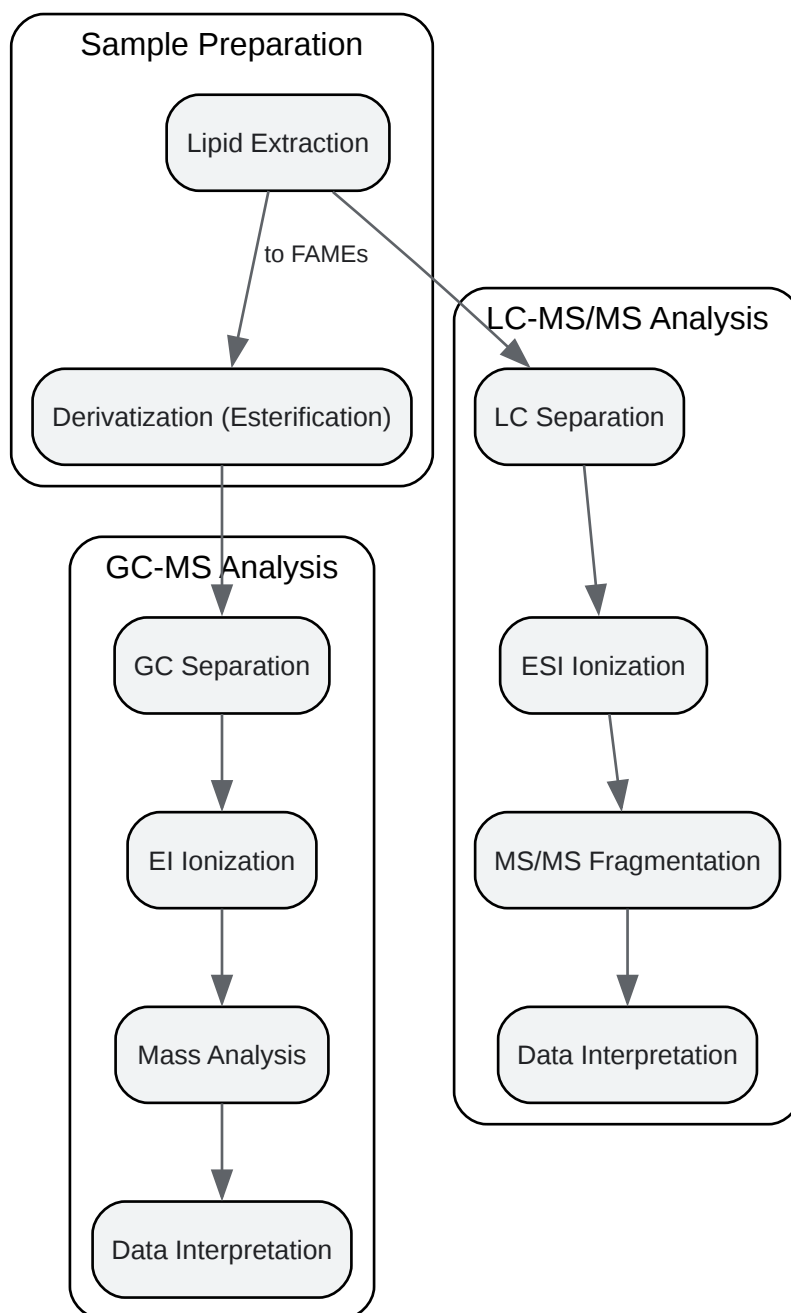 Sample Preparation
Lipid Extraction
to FAMEs
Derivatization (Esterification)
GC-MS Analysis
GC Separation
EI Ionization
Mass Analysis
Data Interpretation
LC-MS/MS Analysis
LC Separation
ESI Ionization
MS/MS Fragmentation
Data Interpretation